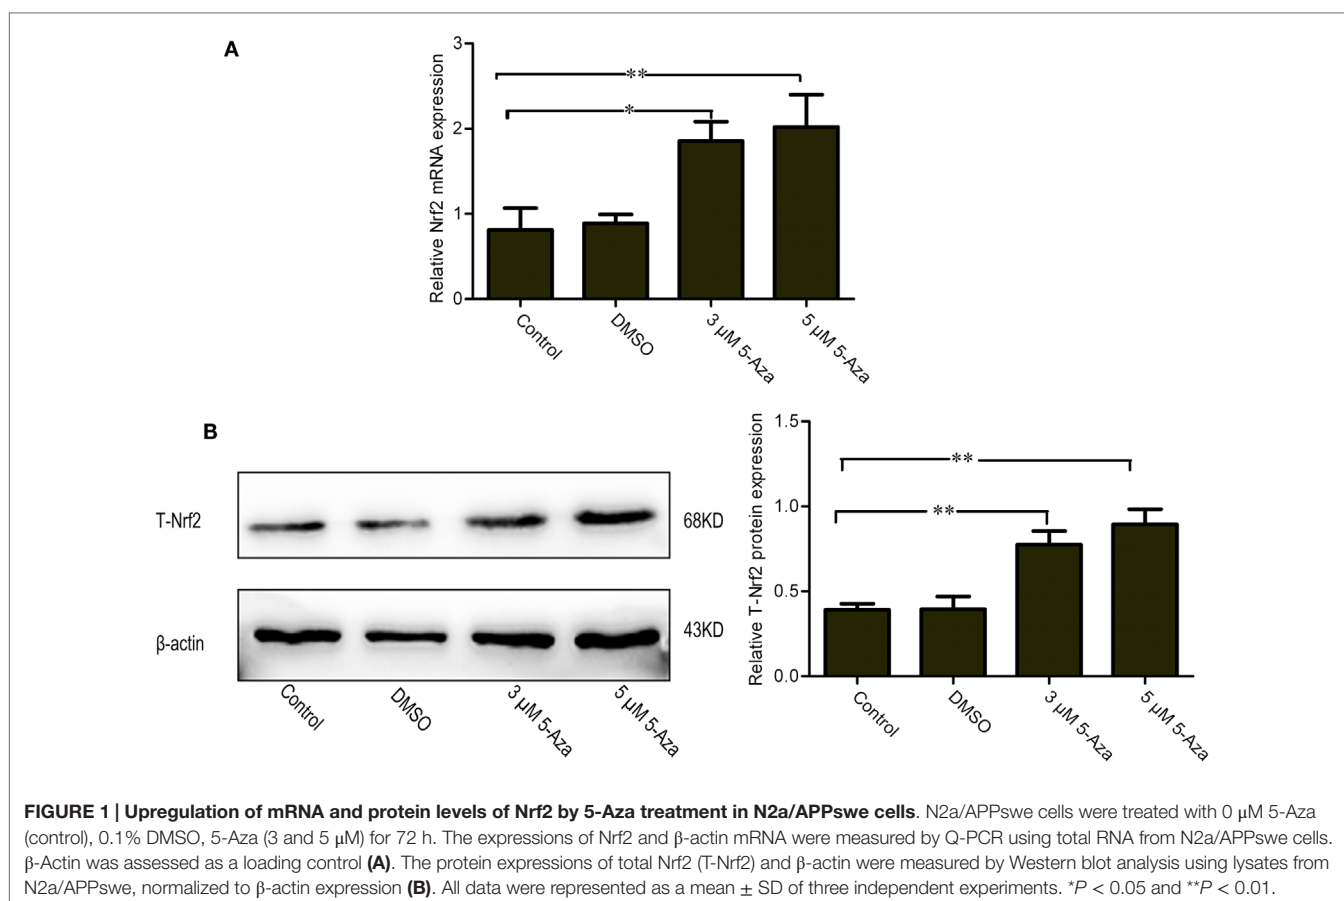 A
Relative Nrf2 mRNA expression
3
2
1
0
**
*
Control
DMSO
3 µM 5-Aza
5 µM 5-Aza
B
T-Nrf2
68KD
β-actin
43KD
Control
DMSO
3 µM 5-Aza
5 µM 5-Aza
Relative T-Nrf2 protein expression
1.5
1.0
0.5
0.0
**
**
Control
DMSO
3 µM 5-Aza
5 µM 5-Aza
FIGURE 1 | Upregulation of mRNA and protein levels of Nrf2 by 5-Aza treatment in N2a/APPswe cells. N2a/APPswe cells were treated with 0 μM 5-Aza
(control), 0.1% DMSO, 5-Aza (3 and 5 μM) for 72 h. The expressions of Nrf2 and β-actin mRNA were measured by Q-PCR using total RNA from N2a/APPswe cells.
β-Actin was assessed as a loading control (A). The protein expressions of total Nrf2 (T-Nrf2) and β-actin were measured by Western blot analysis using lysates from
N2a/APPswe, normalized to β-actin expression (B). All data were represented as a mean ± SD of three independent experiments. *P < 0.05 and **P < 0.01.